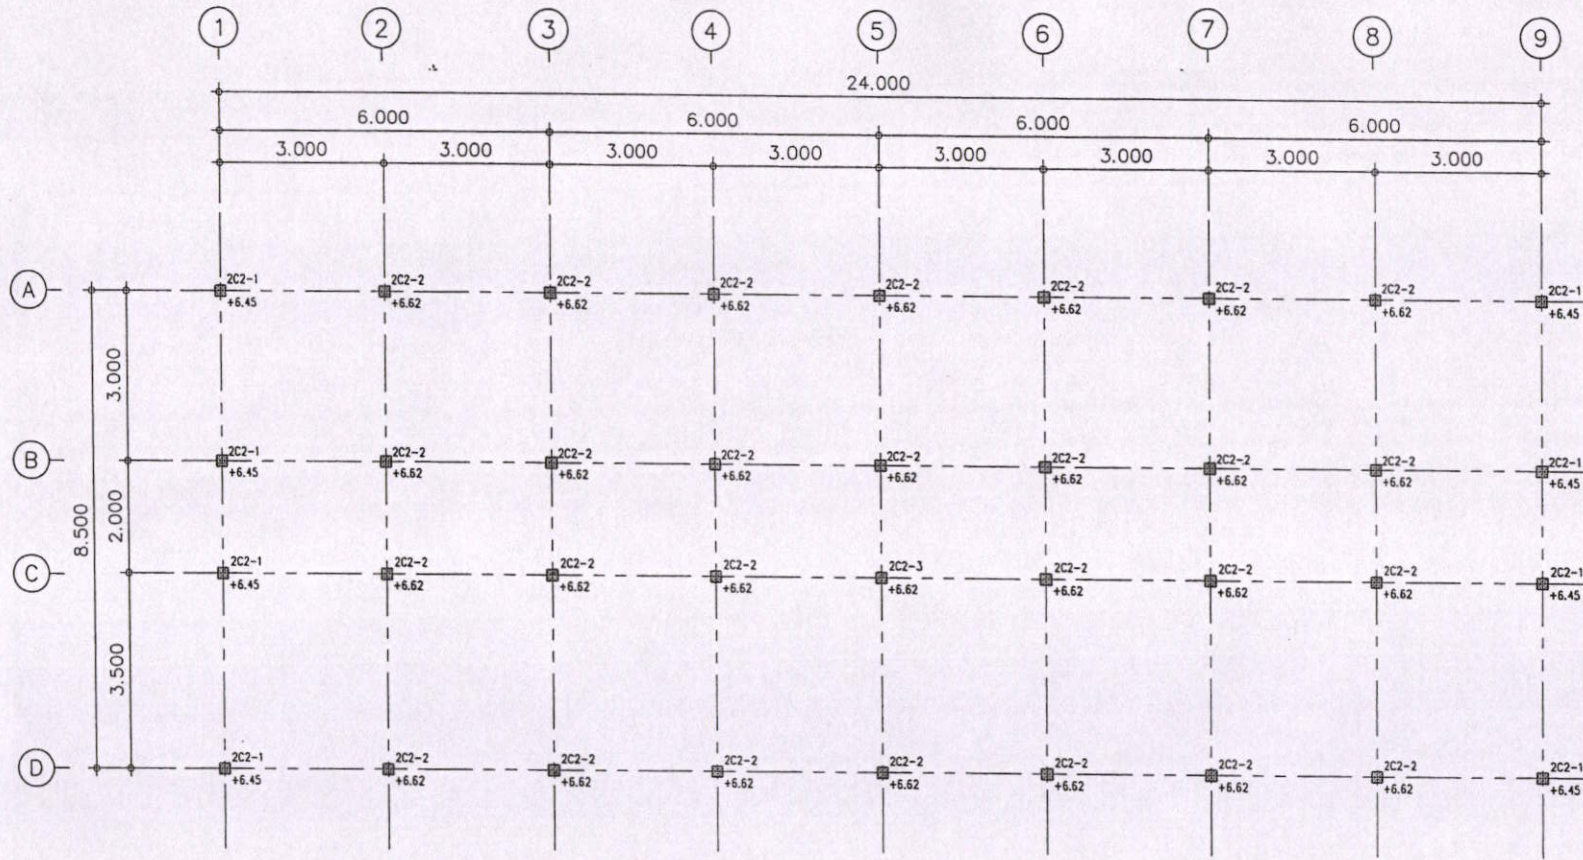 1 2 3 4 5 6 7 8 9
24.000
6.000 6.000 6.000 6.000
3.000 3.000 3.000 3.000 3.000 3.000 3.000 3.000
A 2C2-1 2C2-2 2C2-2 2C2-2 2C2-2 2C2-2 2C2-2 2C2-2 2C2-1
+6.45 +6.62 +6.62 +6.62 +6.62 +6.62 +6.62 +6.62 +6.45
3.000
B 2C2-1 2C2-2 2C2-2 2C2-2 2C2-2 2C2-2 2C2-2 2C2-2 2C2-1
+6.45 +6.62 +6.62 +6.62 +6.62 +6.62 +6.62 +6.62 +6.45
8.500 2.000
C 2C2-1 2C2-2 2C2-2 2C2-2 2C2-3 2C2-2 2C2-2 2C2-2 2C2-1
+6.45 +6.62 +6.62 +6.62 +6.62 +6.62 +6.62 +6.62 +6.45
3.500
D 2C2-1 2C2-2 2C2-2 2C2-2 2C2-2 2C2-2 2C2-2 2C2-2 2C2-1
+6.45 +6.62 +6.62 +6.62 +6.62 +6.62 +6.62 +6.62 +6.45